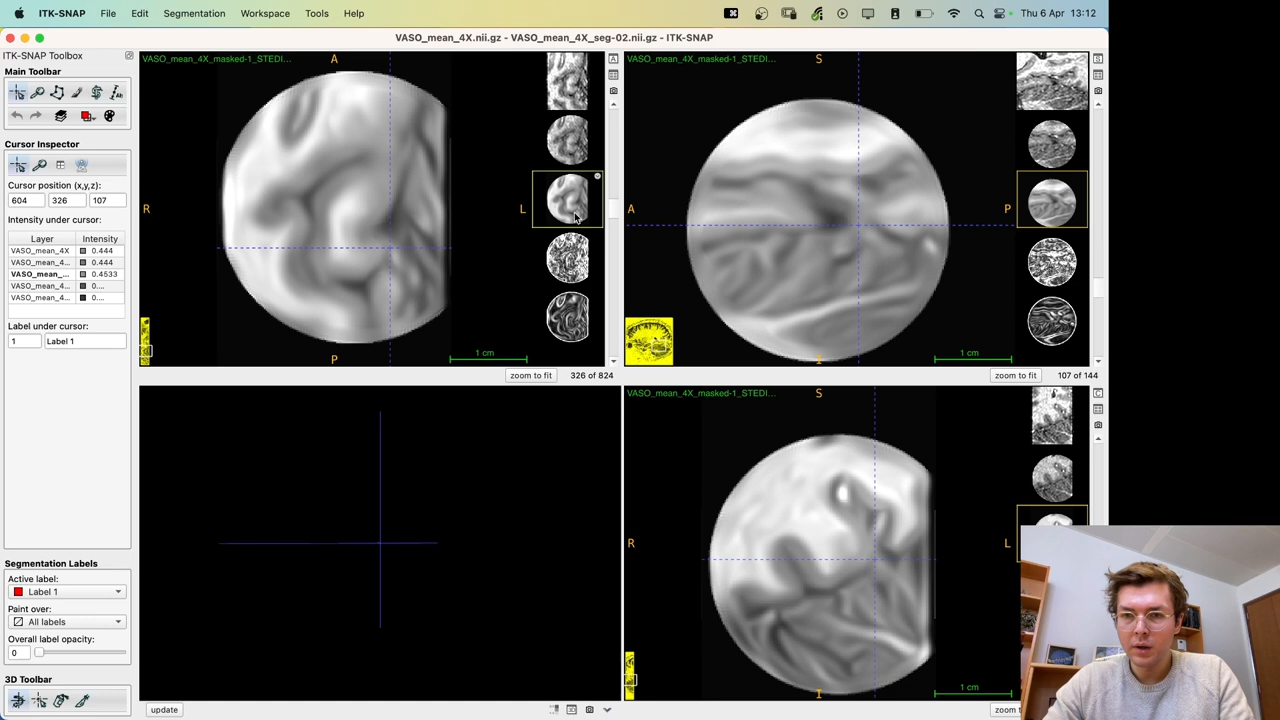 ITK-SNAP File Edit Segmentation Workspace Tools Help Thu 6 Apr 13:12
VASO_mean_4X.nii.gz - VASO_mean_4X_seg-02.nii.gz - ITK-SNAP
ITK-SNAP Toolbox
Main Toolbar
Cursor Inspector
Cursor position (x,y,z):
604 326 107
Intensity under cursor:
Layer Intensity
VASO_mean_4X 0.444
VASO_mean_4... 0.444
VASO_mean_... 0.4533
VASO_mean_4... 0....
VASO_mean_4... 0....
Label under cursor:
1 Label 1
Segmentation Labels
Active label:
Label 1
Paint over:
All labels
Overall label opacity:
0
3D Toolbar
VASO_mean_4X_masked-1_STEDI...
A
R
L
P
1 cm
zoom to fit 326 of 824
A
VASO_mean_4X_masked-1_STEDI...
S
A
P
I
1 cm
zoom to fit 107 of 144
S
update
VASO_mean_4X_masked-1_STEDI...
S
R
L
I
1 cm
zoom t
C